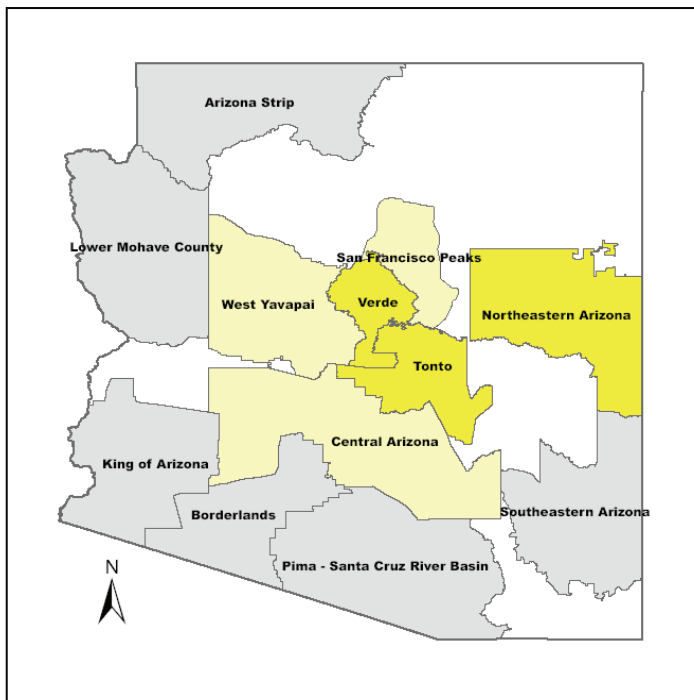 Arizona Strip
Lower Mohave County
San Francisco Peaks
West Yavapai
Verde
Northeastern Arizona
Tonto
Central Arizona
King of Arizona
Borderlands
Southeastern Arizona
Pima - Santa Cruz River Basin
N